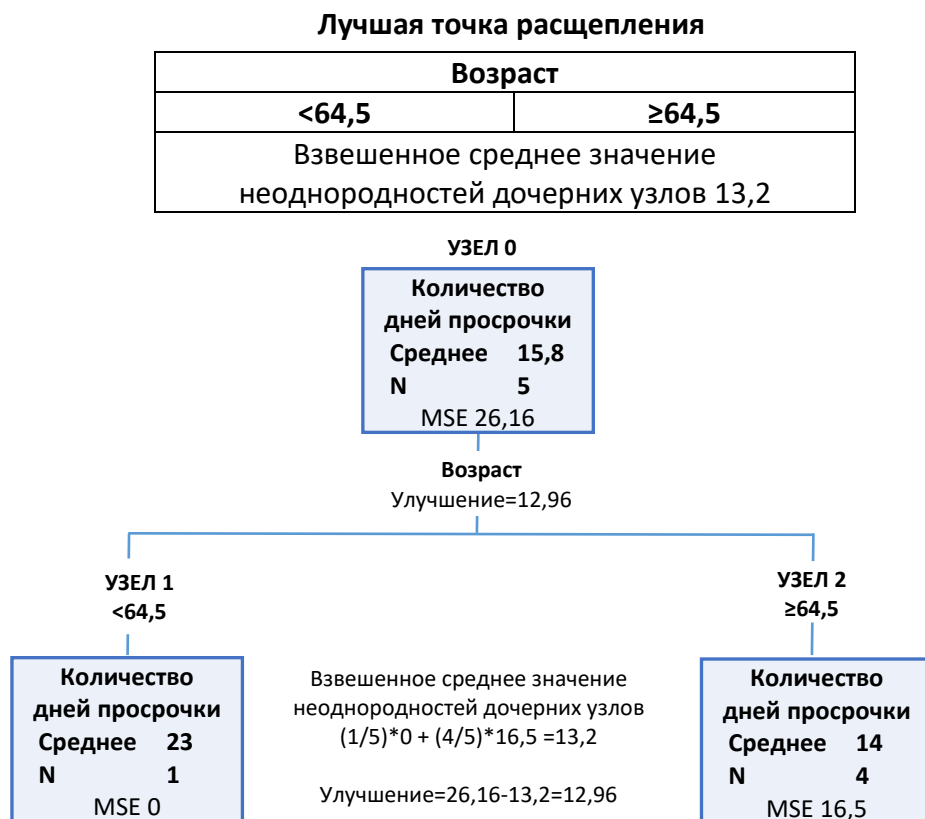 Лучшая точка расщепления
Возраст
<64,5 ≥64,5
Взвешенное среднее значение
неоднородностей дочерних узлов 13,2
УЗЕЛ 0
Количество
дней просрочки
Среднее 15,8
N 5
MSE 26,16
Возраст
Улучшение=12,96
УЗЕЛ 1
<64,5
Количество
дней просрочки
Среднее 23
N 1
MSE 0
Взвешенное среднее значение
неоднородностей дочерних узлов
(1/5)*0 + (4/5)*16,5 =13,2
Улучшение=26,16-13,2=12,96
УЗЕЛ 2
≥64,5
Количество
дней просрочки
Среднее 14
N 4
MSE 16,5